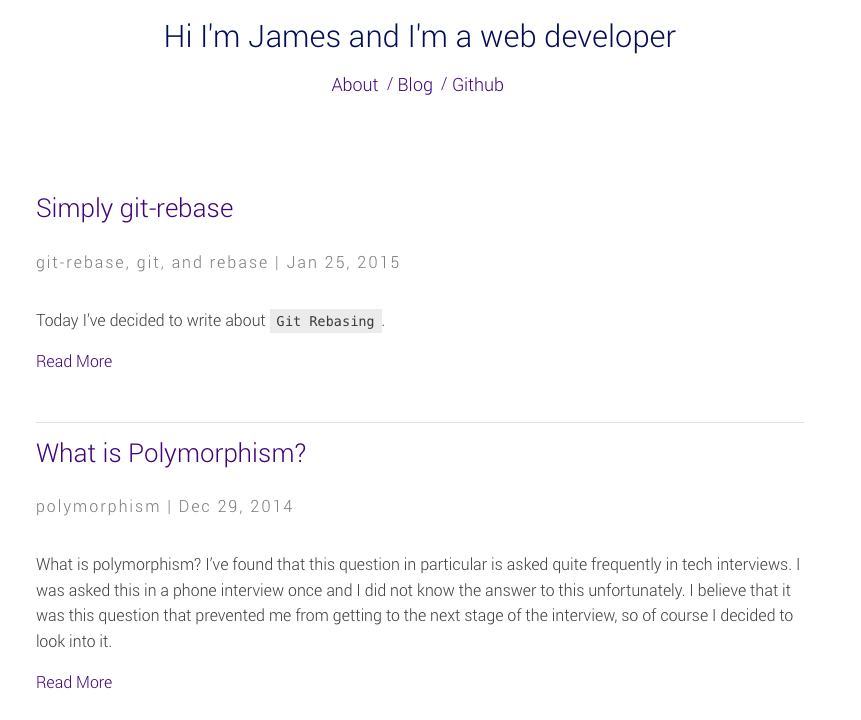 Hi I'm James and I'm a web developer
About / Blog / Github
Simply git-rebase
git-rebase, git, and rebase | Jan 25, 2015
Today I've decided to write about Git Rebasing.
Read More
What is Polymorphism?
polymorphism | Dec 29, 2014
What is polymorphism? I've found that this question in particular is asked quite frequently in tech interviews. I
was asked this in a phone interview once and I did not know the answer to this unfortunately. I believe that it
was this question that prevented me from getting to the next stage of the interview, so of course I decided to
look into it.
Read More